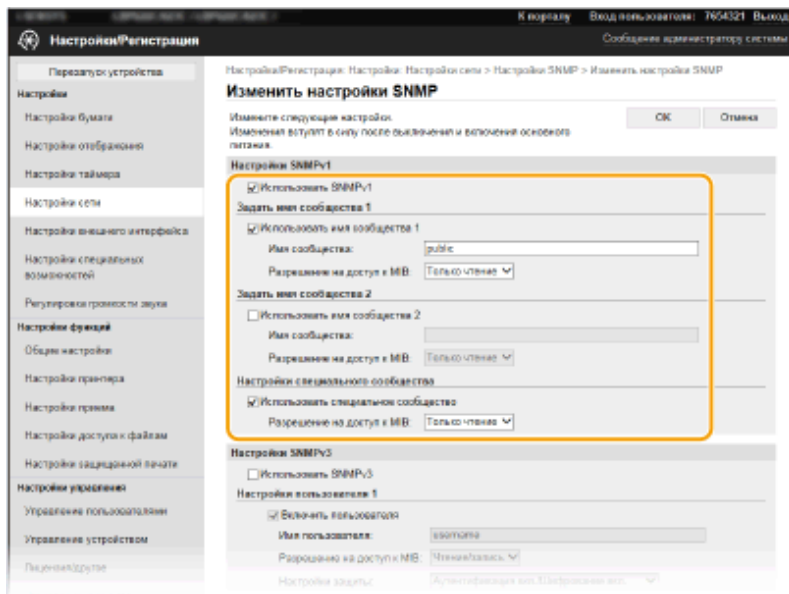 К порталу Вход пользователя: 7654321 Выход
Настройки/Регистрация
Сообщение администратору системы
Перезапуск устройства
Настройки
Настройки бумаги
Настройки отображения
Настройки таймера
Настройки сети
Настройки внешнего интерфейса
Настройки специальных
возможностей
Регулировка громкости звука
Настройки функций
Общие настройки
Настройки принтера
Настройки приема
Настройки доступа к файлам
Настройки защищенной печати
Настройки управления
Управление пользователями
Управление устройством
Лицензия/другое
Настройки/Регистрация: Настройки: Настройки сети > Настройки SNMP > Изменить настройки SNMP
Изменить настройки SNMP
Измените следующие настройки.
Изменения вступят в силу после выключения и включения основного
питания.
OK Отмена
Настройки SNMPv1
Использовать SNMPv1
Задать имя сообщества 1
Использовать имя сообщества 1
Имя сообщества: public
Разрешение на доступ к MIB: Только чтение
Задать имя сообщества 2
Использовать имя сообщества 2
Имя сообщества:
Разрешение на доступ к MIB: Только чтение
Настройки специального сообщества
Использовать специальное сообщество
Разрешение на доступ к MIB: Только чтение
Настройки SNMPv3
Использовать SNMPv3
Настройки пользователя 1
Включить пользователя
Имя пользователя: username
Разрешение на доступ к MIB: Чтение/запись
Настройки защиты: Аутентификация вкл./Шифрование вкл.